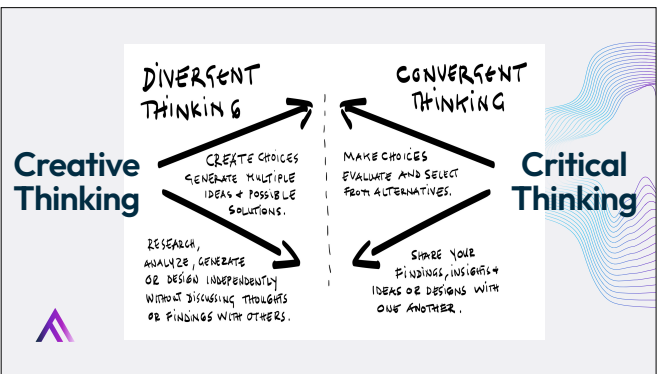 DIVERGENT
THINKING
CONVERGENT
THINKING
Creative
Thinking
CREATE CHOICES
GENERATE MULTIPLE
IDEAS & POSSIBLE
SOLUTIONS.
MAKE CHOICES
EVALUATE AND SELECT
FROM ALTERNATIVES.
Critical
Thinking
RESEARCH,
ANALYZE, GENERATE
OR DESIGN INDEPENDENTLY
WITHOUT DISCUSSING THOUGHTS
OR FINDINGS WITH OTHERS.
SHARE YOUR
FINDINGS, INSIGHTS &
IDEAS OR DESIGNS WITH
ONE ANOTHER.